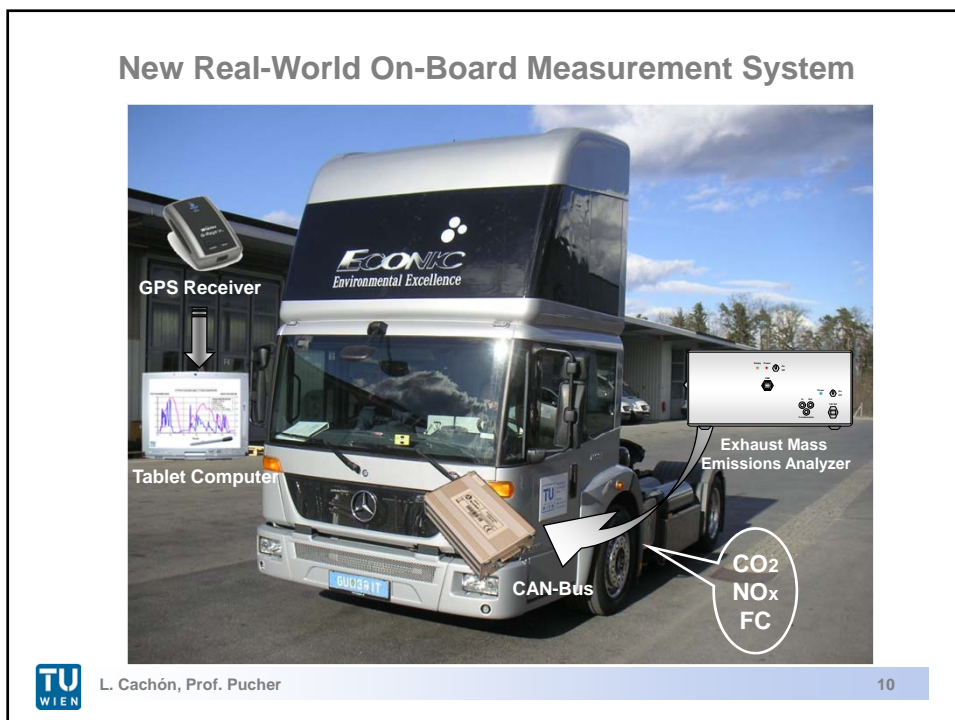 New Real-World On-Board Measurement System
ECONIC
Environmental Excellence
GPS Receiver
Tablet Computer
Exhaust Mass
Emissions Analyzer
CAN-Bus
CO2
NOx
FC
TU
WIEN
TU
WIEN
L. Cachón, Prof. Pucher
10